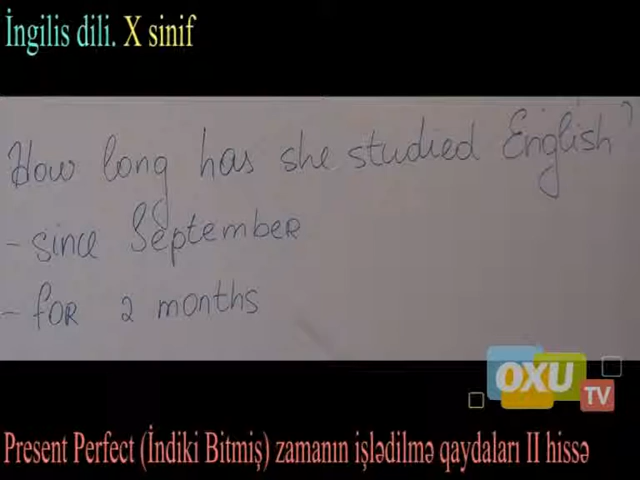 İngilis dili. X sinif
How long has she studied English?
- since September
- for 2 months
OXU
TV
Present Perfect (İndiki Bitmiş) zamanın işlədilmə qaydaları II hissə